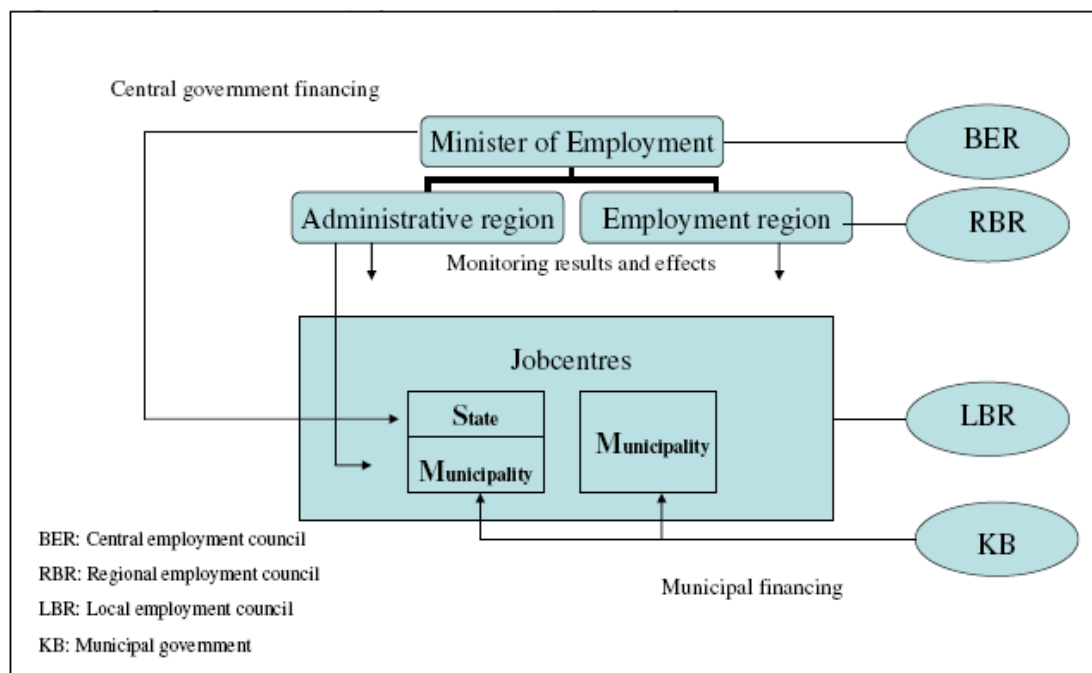 Central government financing
Minister of Employment
BER
Administrative region
Employment region
RBR
Monitoring results and effects
Jobcentres
State
Municipality
Municipality
LBR
KB
Municipal financing
BER: Central employment council
RBR: Regional employment council
LBR: Local employment council
KB: Municipal government